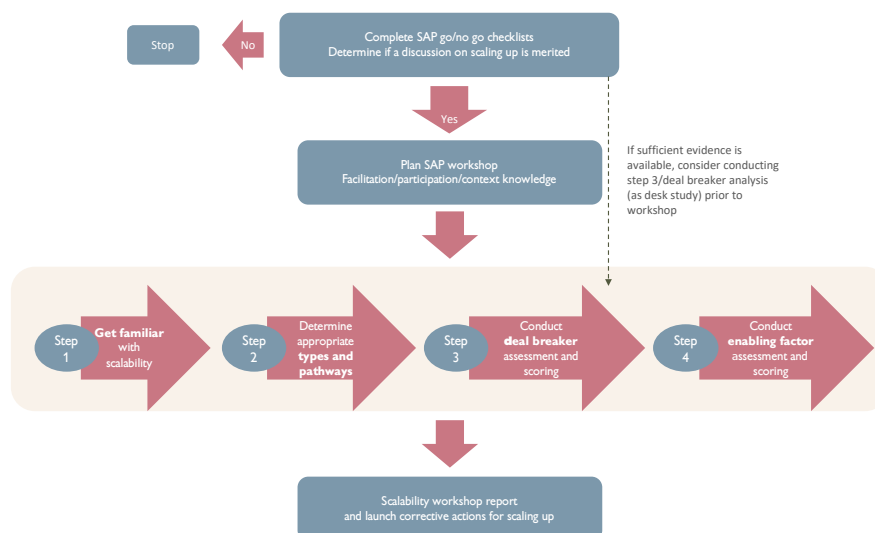 Complete SAP go/no go checklists
Determine if a discussion on scaling up is merited
Stop
No
Yes
Plan SAP workshop
Facilitation/participation/context knowledge
If sufficient evidence is
available, consider conducting
step 3/deal breaker analysis
(as desk study) prior to
workshop
Step
1
Get familiar
with
scalability
Step
2
Determine
appropriate
types and
pathways
Step
3
Conduct
deal breaker
assessment and
scoring
Step
4
Conduct
enabling factor
assessment and
scoring
Scalability workshop report
and launch corrective actions for scaling up